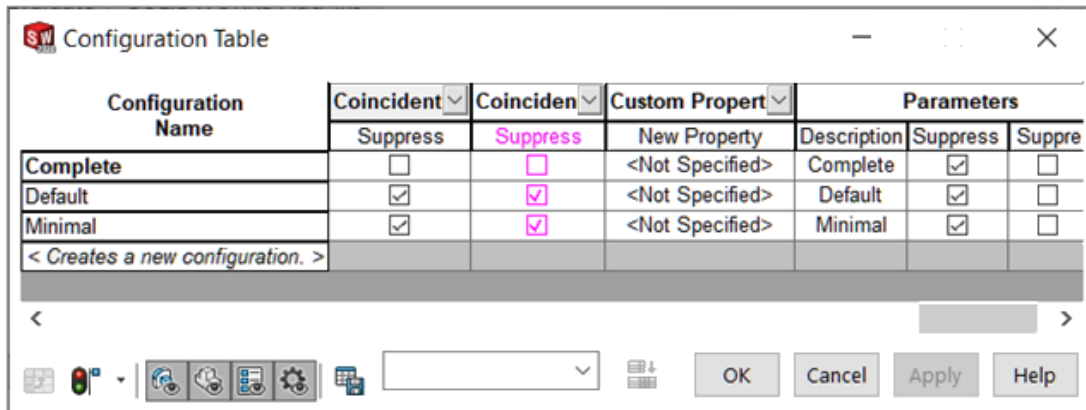 SW Configuration Table
Configuration Name Coincident Coinciden Custom Propert Parameters
Suppress Suppress New Property Description Suppress Suppre
Complete <Not Specified> Complete
Default <Not Specified> Default
Minimal <Not Specified> Minimal
< Creates a new configuration. >
OK Cancel Apply Help